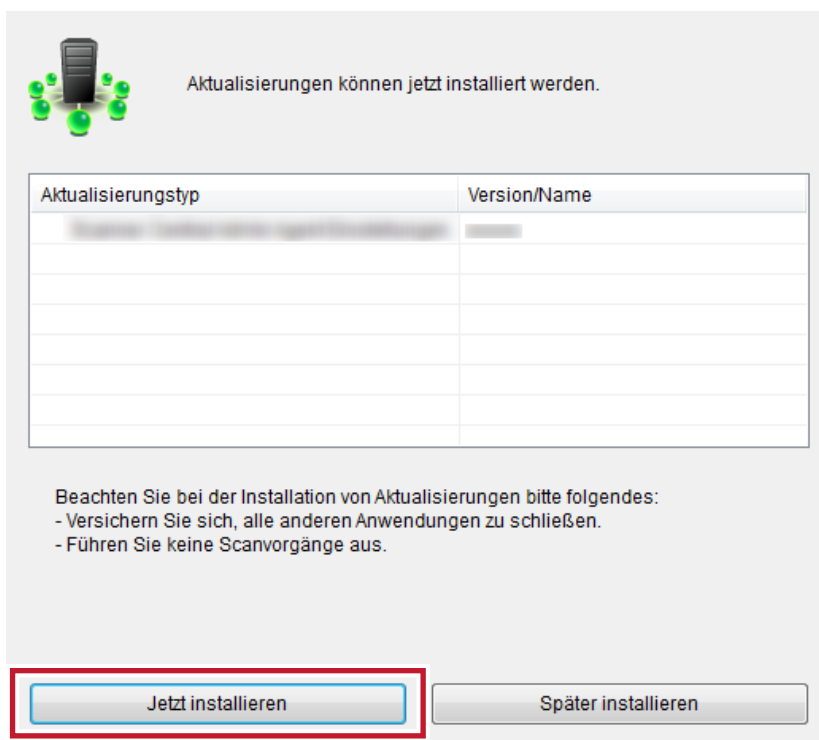 Aktualisierungen können jetzt installiert werden.
Aktualisierungstyp Version/Name
Beachten Sie bei der Installation von Aktualisierungen bitte folgendes:
- Versichern Sie sich, alle anderen Anwendungen zu schließen.
- Führen Sie keine Scanvorgänge aus.
Jetzt installieren Später installieren